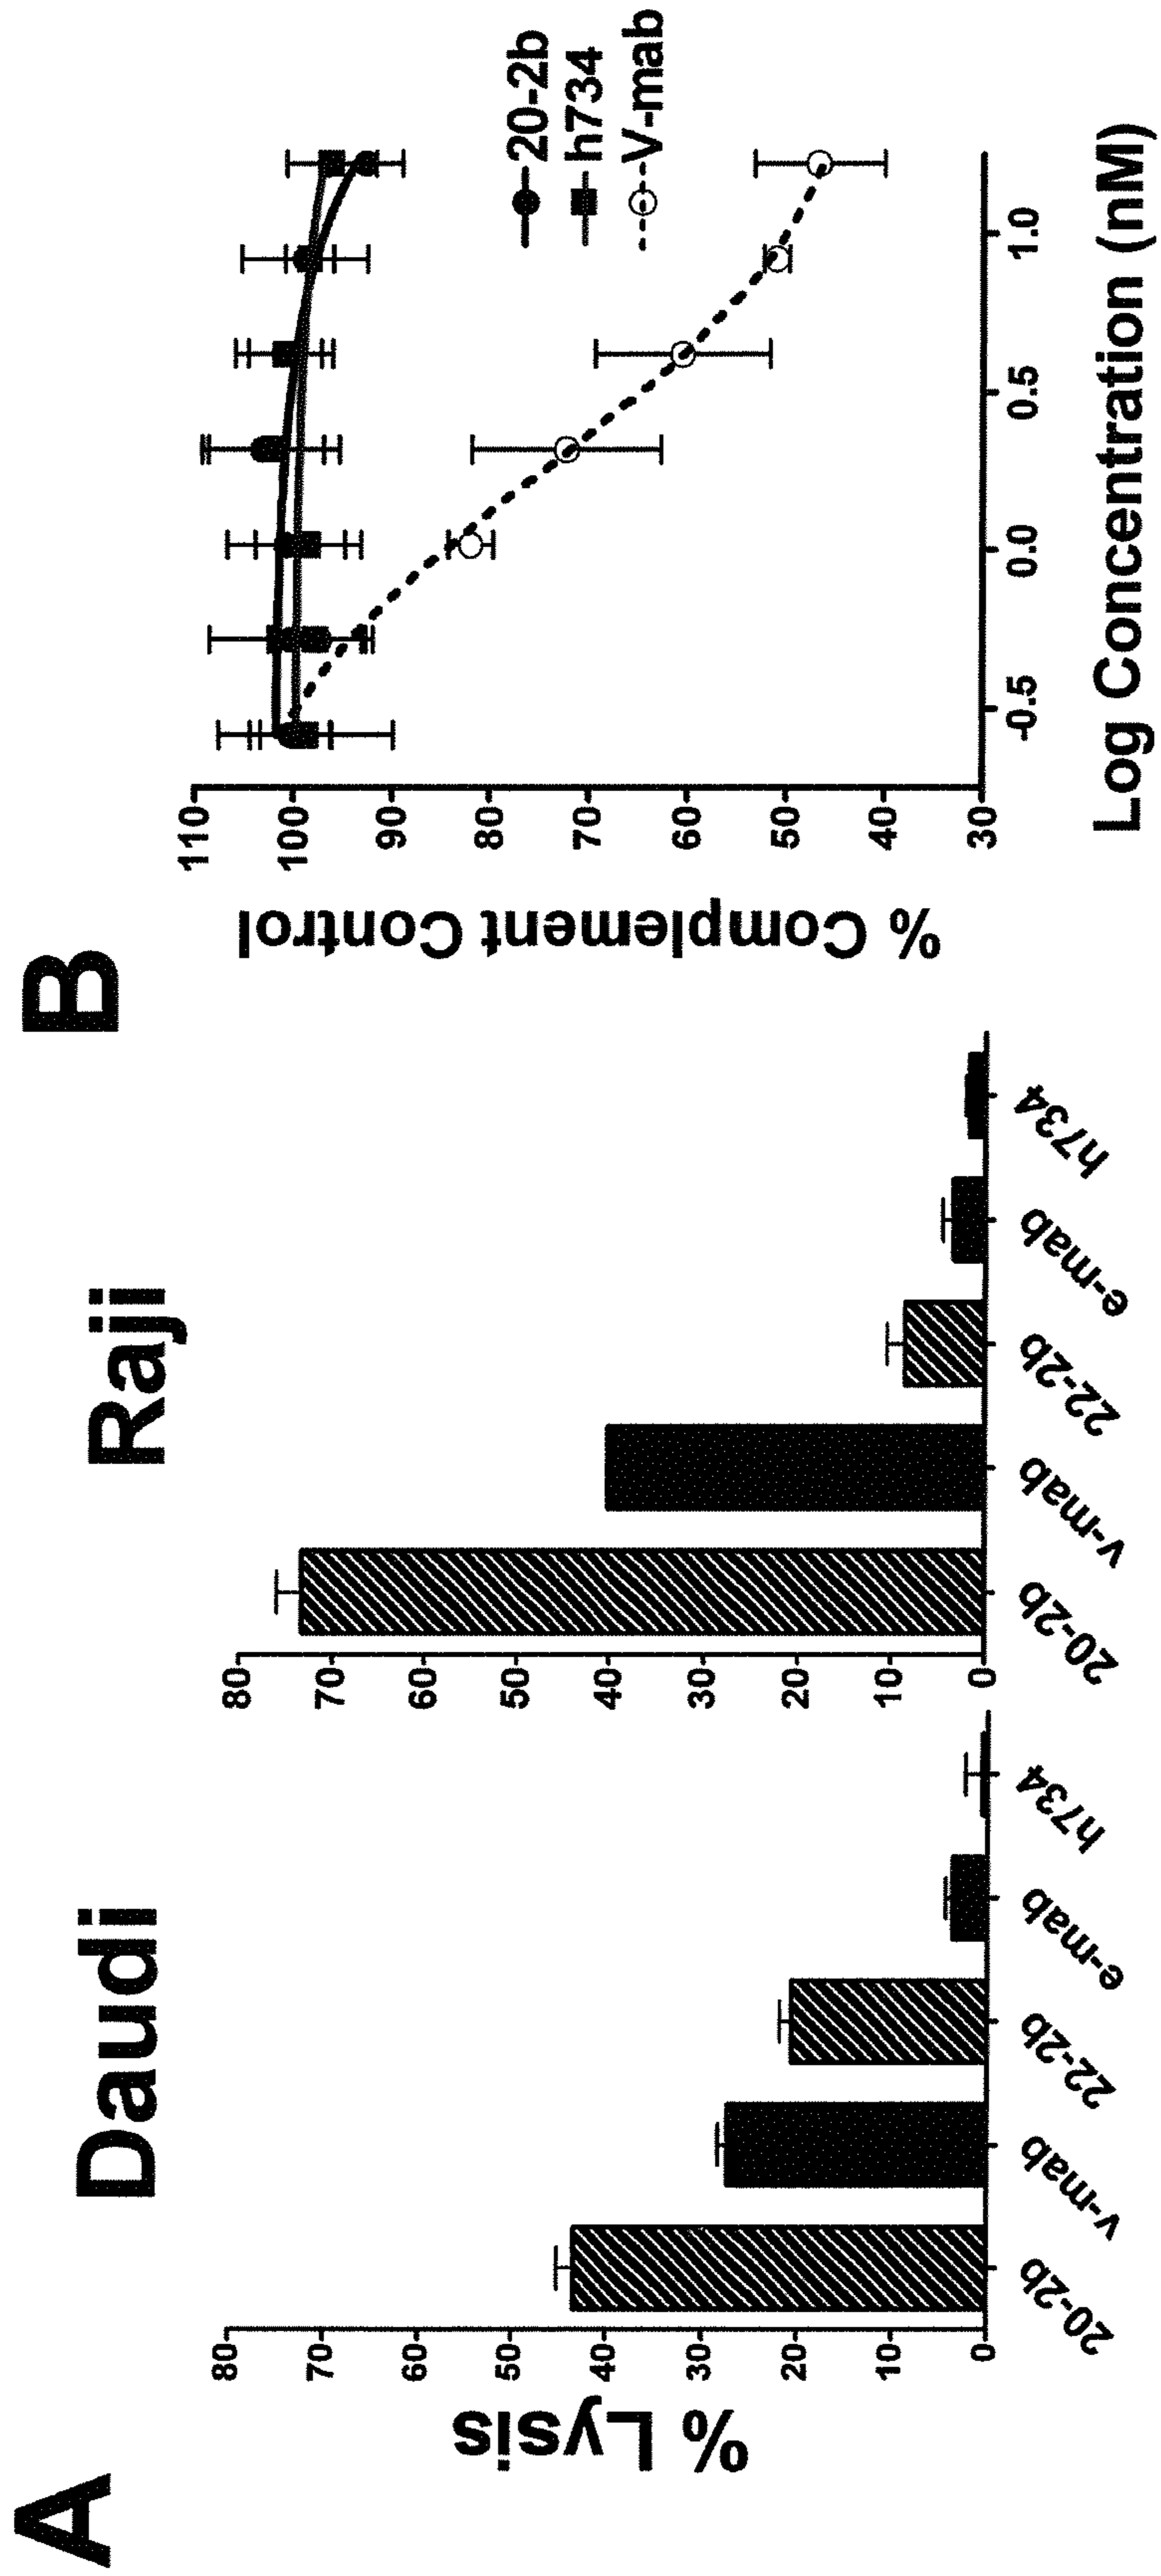 A
Daudi
% Lysis
80
70
60
50
40
30
20
10
0
20-2b
v-mab
22-2b
e-mab
h734
Raji
80
70
60
50
40
30
20
10
0
20-2b
v-mab
22-2b
e-mab
h734
B
% Complement Control
110
100
90
80
70
60
50
40
30
-0.5
0.0
0.5
1.0
Log Concentration (nM)
20-2b
h734
V-mab